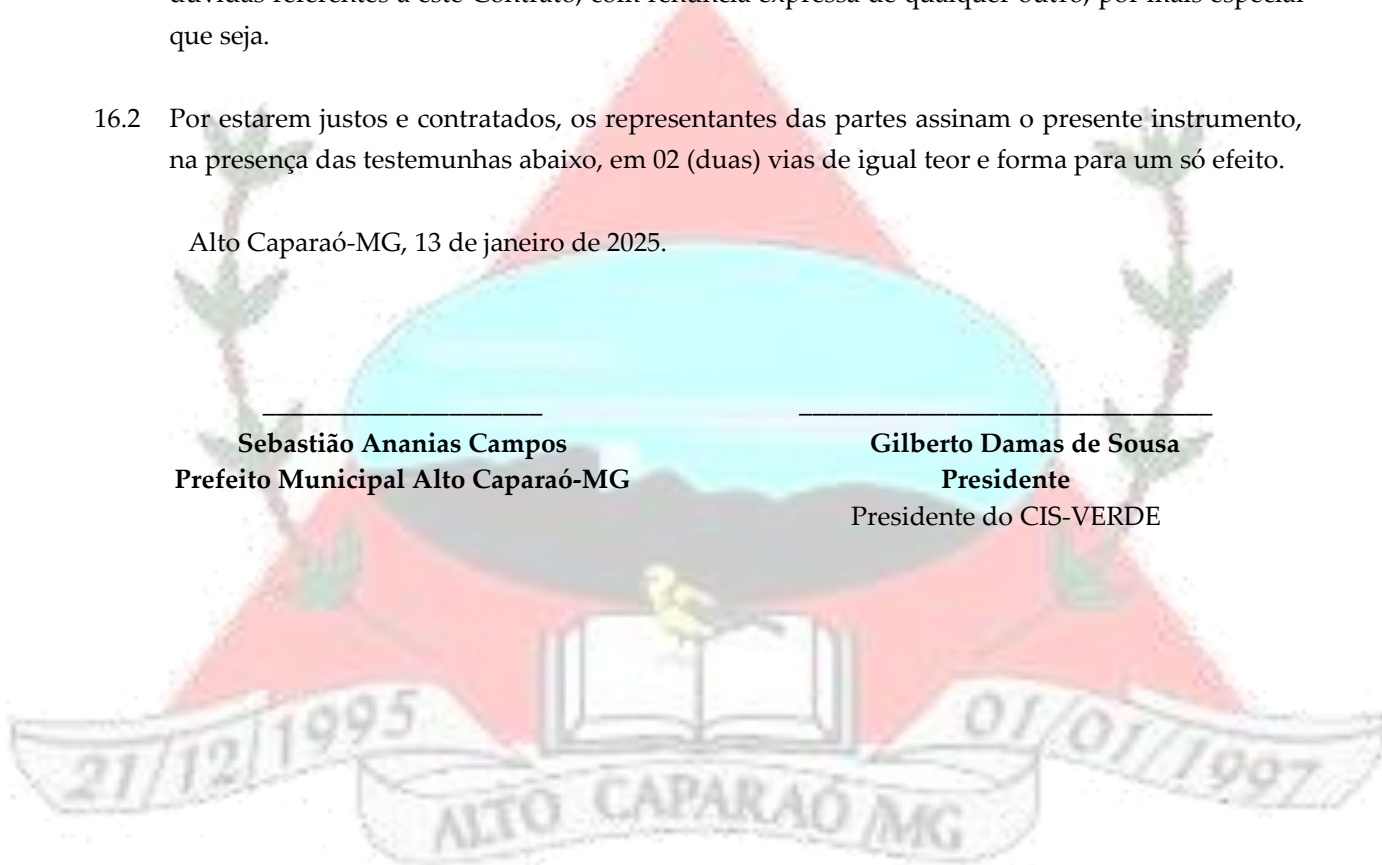 dúvidas referentes a este Contrato, com renúncia expressa de qualquer outro, por mais especial
que seja.
16.2 Por estarem justos e contratados, os representantes das partes assinam o presente instrumento,
na presença das testemunhas abaixo, em 02 (duas) vias de igual teor e forma para um só efeito.
Alto Caparaó-MG, 13 de janeiro de 2025.
Sebastião Ananias Campos
Prefeito Municipal Alto Caparaó-MG
Gilberto Damas de Sousa
Presidente
Presidente do CIS-VERDE
21/12/1995
01/01/1997
ALTO CAPARAÓ MG